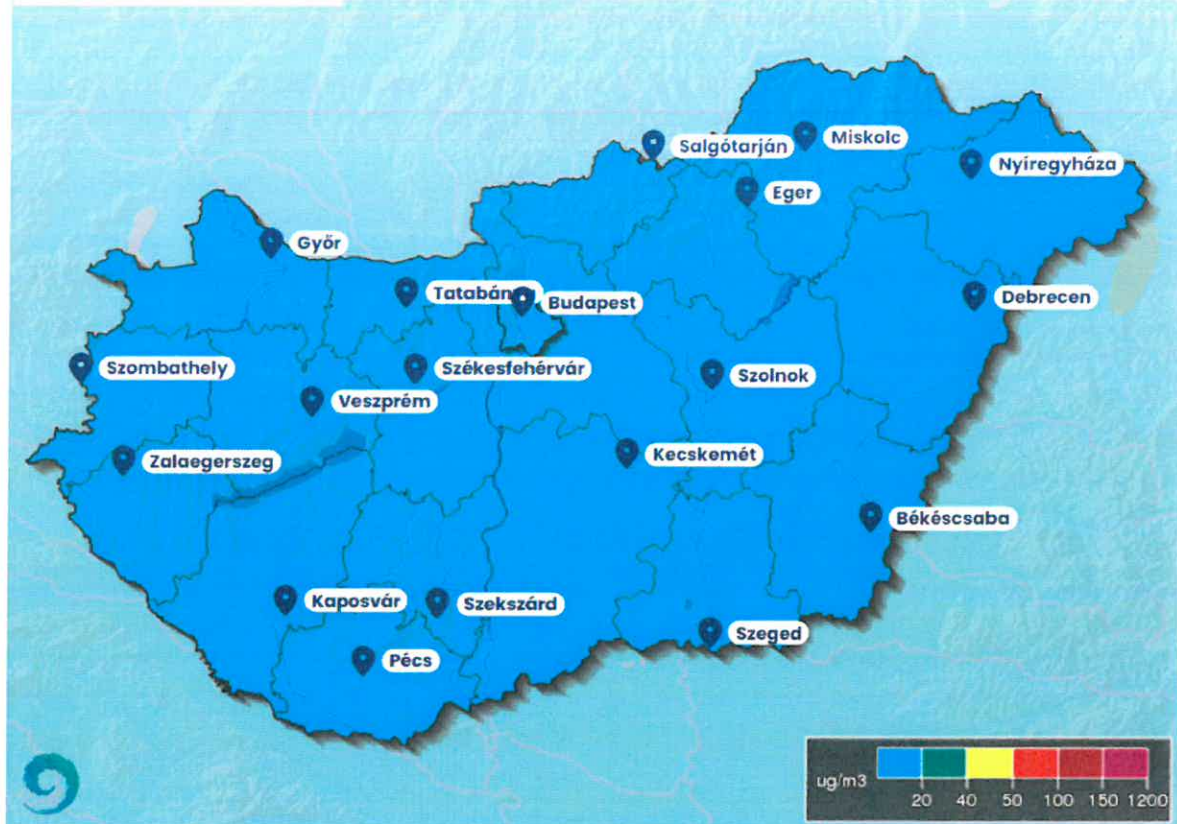 Salgótarján
Miskolc
Nyíregyháza
Eger
Győr
Tatabánya
Budapest
Debrecen
Szombathely
Székesfehérvár
Szolnok
Veszprém
Zalaegerszeg
Kecskemét
Békéscsaba
Kaposvár
Szekszárd
Szeged
Pécs
ug/m3
20 40 50 100 150 1200